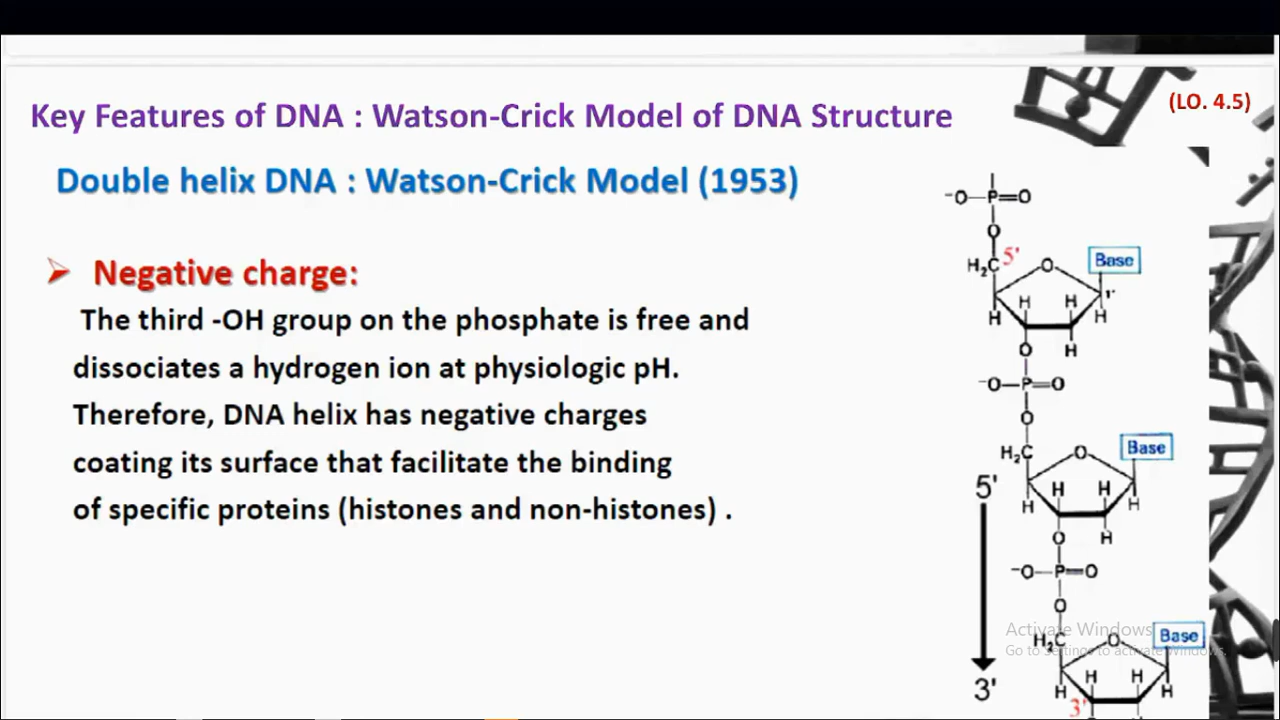 Key Features of DNA : Watson-Crick Model of DNA Structure
(LO. 4.5)
Double helix DNA : Watson-Crick Model (1953)
Negative charge:
The third -OH group on the phosphate is free and
dissociates a hydrogen ion at physiologic pH.
Therefore, DNA helix has negative charges
coating its surface that facilitate the binding
of specific proteins (histones and non-histones) .
⁻O—P=O
O
H₂C 5' O Base
1'
H H H H
O H
⁻O—P=O
O
H₂C O Base
5'
H H H H
O H
⁻O—P=O
O
Activate Windows
H₂C O Base
Go to Settings to activate Windows.
H H H H
3' 3'